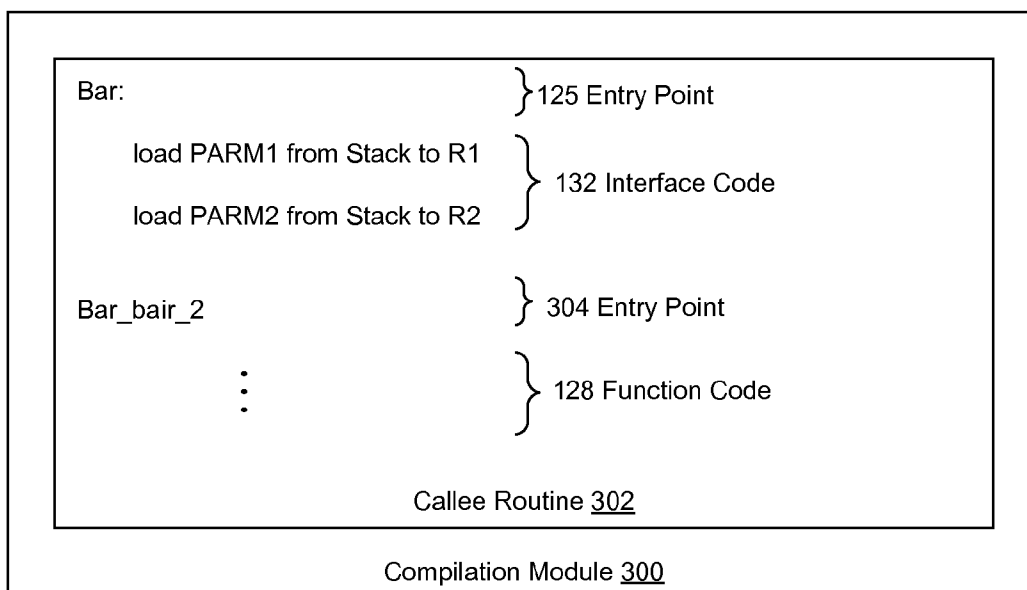 Bar:
125 Entry Point
load PARM1 from Stack to R1
132 Interface Code
load PARM2 from Stack to R2
Bar_bair_2
304 Entry Point
128 Function Code
Callee Routine 302
Compilation Module 300